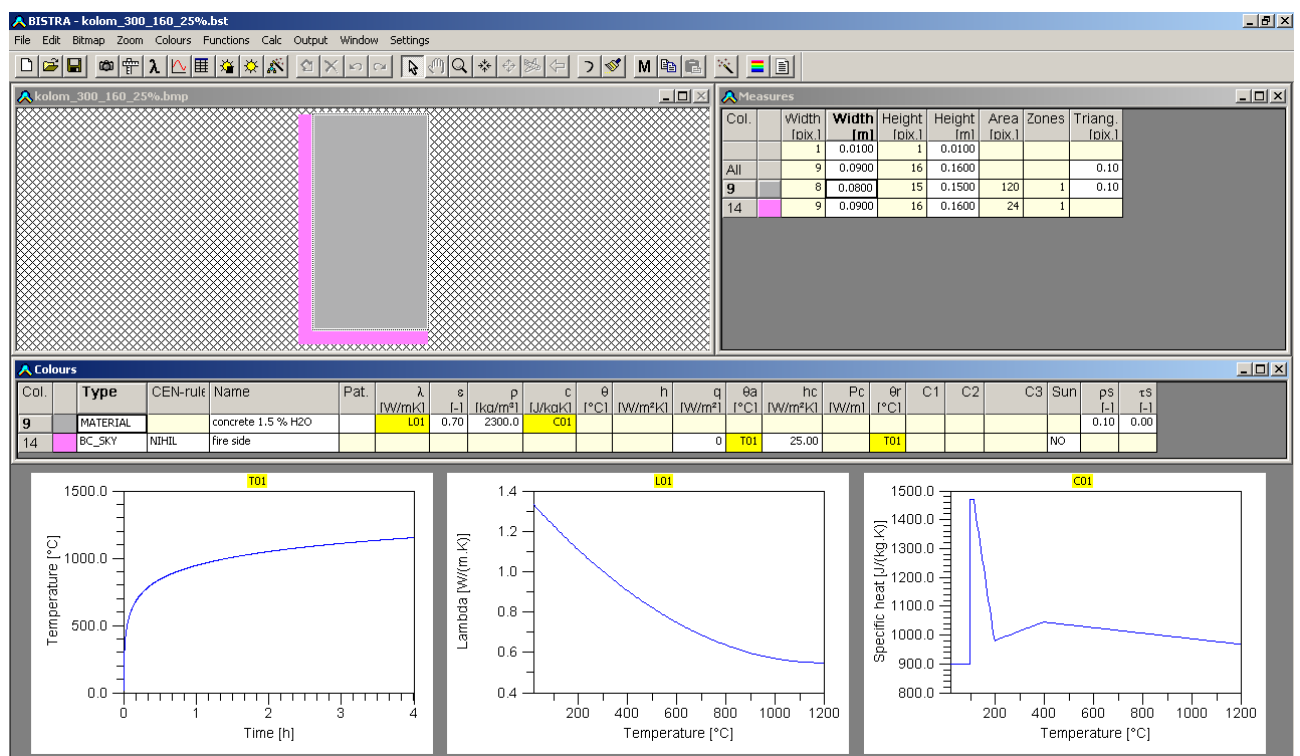 BISTRA - kolom_300_160_25%.bst
File Edit Bitmap Zoom Colours Functions Calc Output Window Settings
λ M
kolom_300_160_25%.bmp
Measures
Col. Width [pix.] Width [m] Height [pix.] Height [m] Area [pix.] Zones Triang. [pix.]
1 0.0100 1 0.0100
All 9 0.0900 16 0.1600 0.10
9 8 0.0800 15 0.1500 120 1 0.10
14 9 0.0900 16 0.1600 24 1
Colours
Col. Type CEN-rule Name Pat. λ [W/mK] ε [-] ρ [kg/m³] c [J/kgK] θ [°C] h [W/m²K] q [W/m²] θa [°C] hc [W/m²K] Pc [W/m] θr [°C] C1 C2 C3 Sun ρs [-] τs [-]
9 MATERIAL concrete 1.5 % H2O L01 0.70 2300.0 C01 0.10 0.00
14 BC_SKY NIHIL fire side 0 T01 25.00 T01 NO
T01
Temperature [°C]
1500.0
1000.0
500.0
0.0
0 1 2 3 4
Time [h]
L01
Lambda [W/(m.K)]
1.4
1.2
1.0
0.8
0.6
0.4
200 400 600 800 1000 1200
Temperature [°C]
C01
Specific heat [J/(kg.K)]
1500.0
1400.0
1300.0
1200.0
1100.0
1000.0
900.0
800.0
200 400 600 800 1000 1200
Temperature [°C]